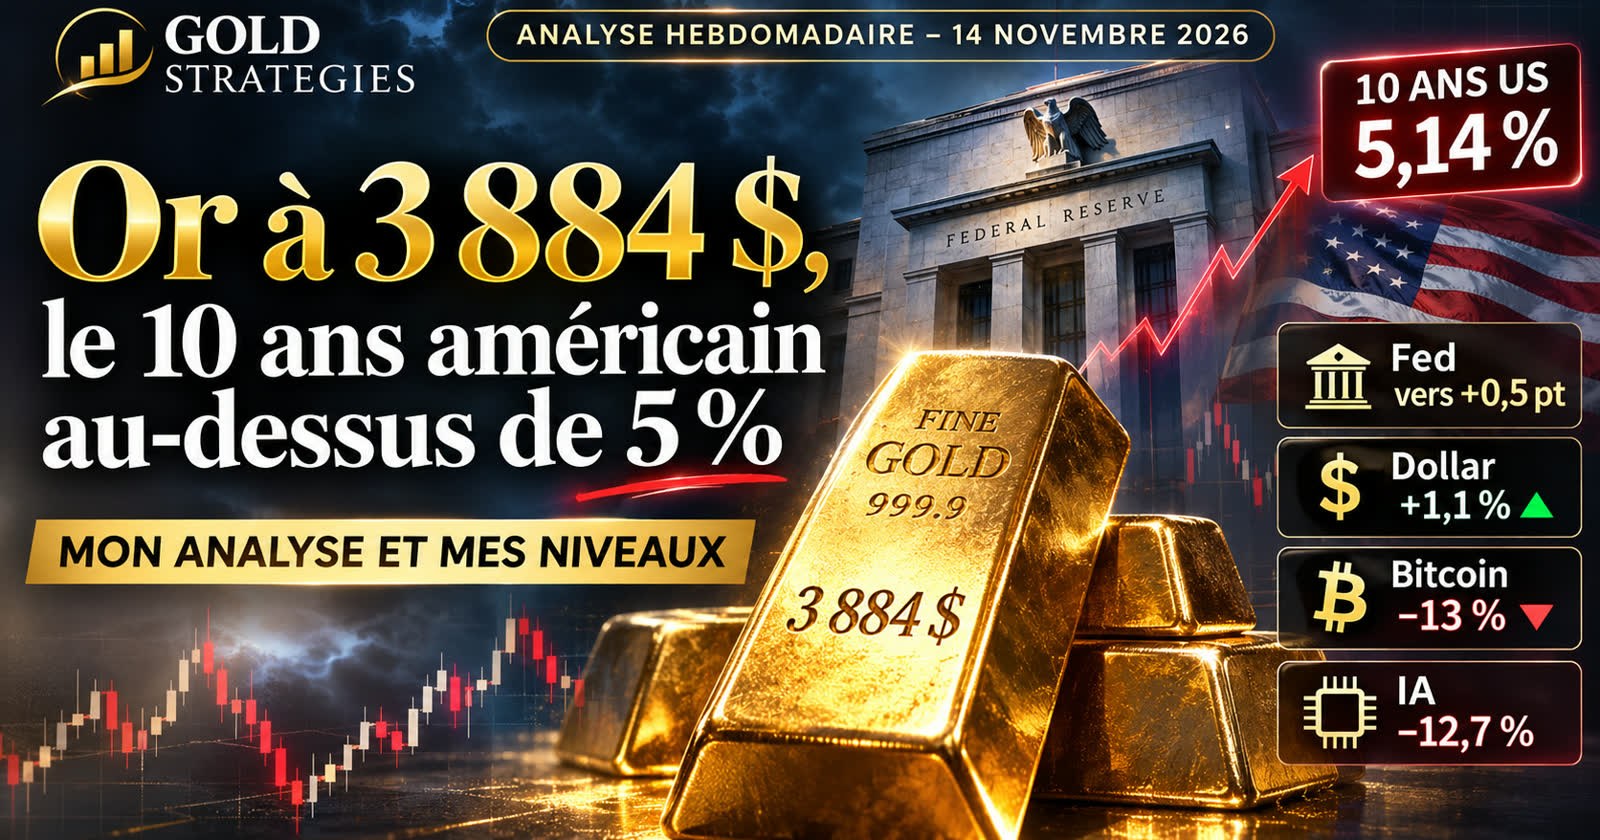 GOLD
STRATEGIES
ANALYSE HEBDOMADAIRE – 14 NOVEMBRE 2026
10 ANS US
5,14 %
Or à 3 884 $,
le 10 ans américain
au-dessus de 5 %
MON ANALYSE ET MES NIVEAUX
FEDERAL RESERVE
FINE
GOLD
999.9
3 884 $
Fed
vers +0,5 pt
$
Dollar
+1,1 %
Bitcoin
−13 %
IA
−12,7 %